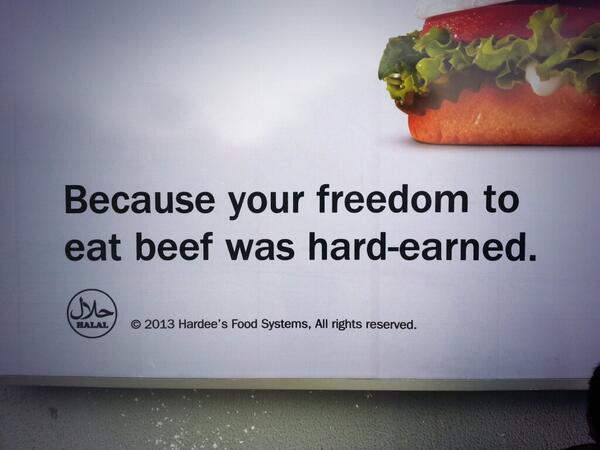 Because your freedom to
eat beef was hard-earned.
حلال
HALAL
© 2013 Hardee's Food Systems, All rights reserved.